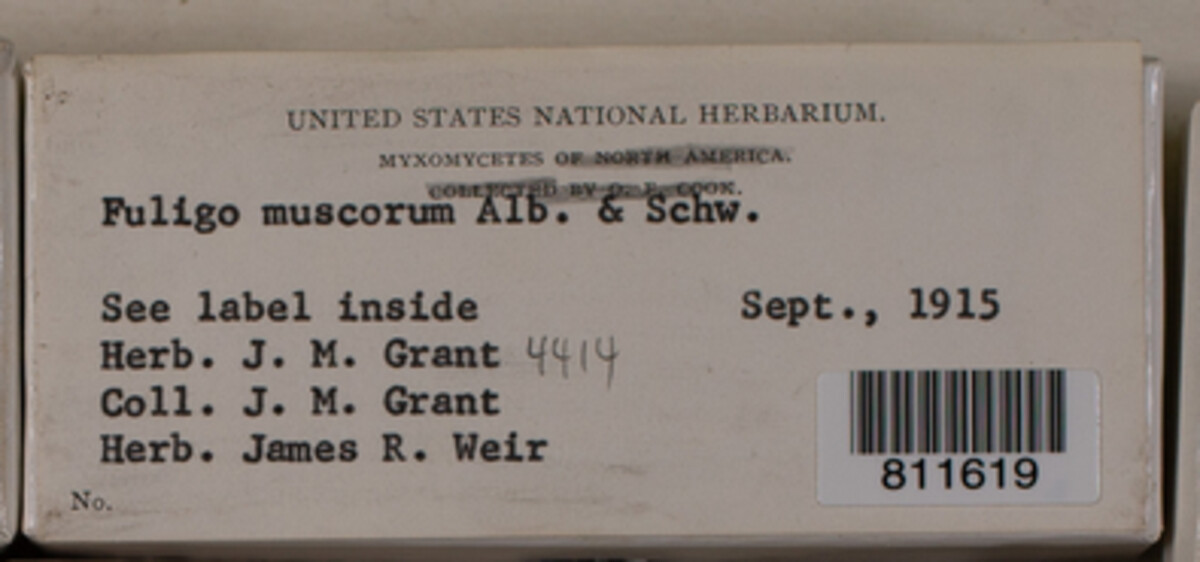 UNITED STATES NATIONAL HERBARIUM.
MYXOMYCETES OF NORTH AMERICA.
COLLECTED BY O. F. COOK.
Fuligo muscorum Alb. & Schw.
See label inside Sept., 1915
Herb. J. M. Grant 4414
Coll. J. M. Grant
Herb. James R. Weir
811619
No.